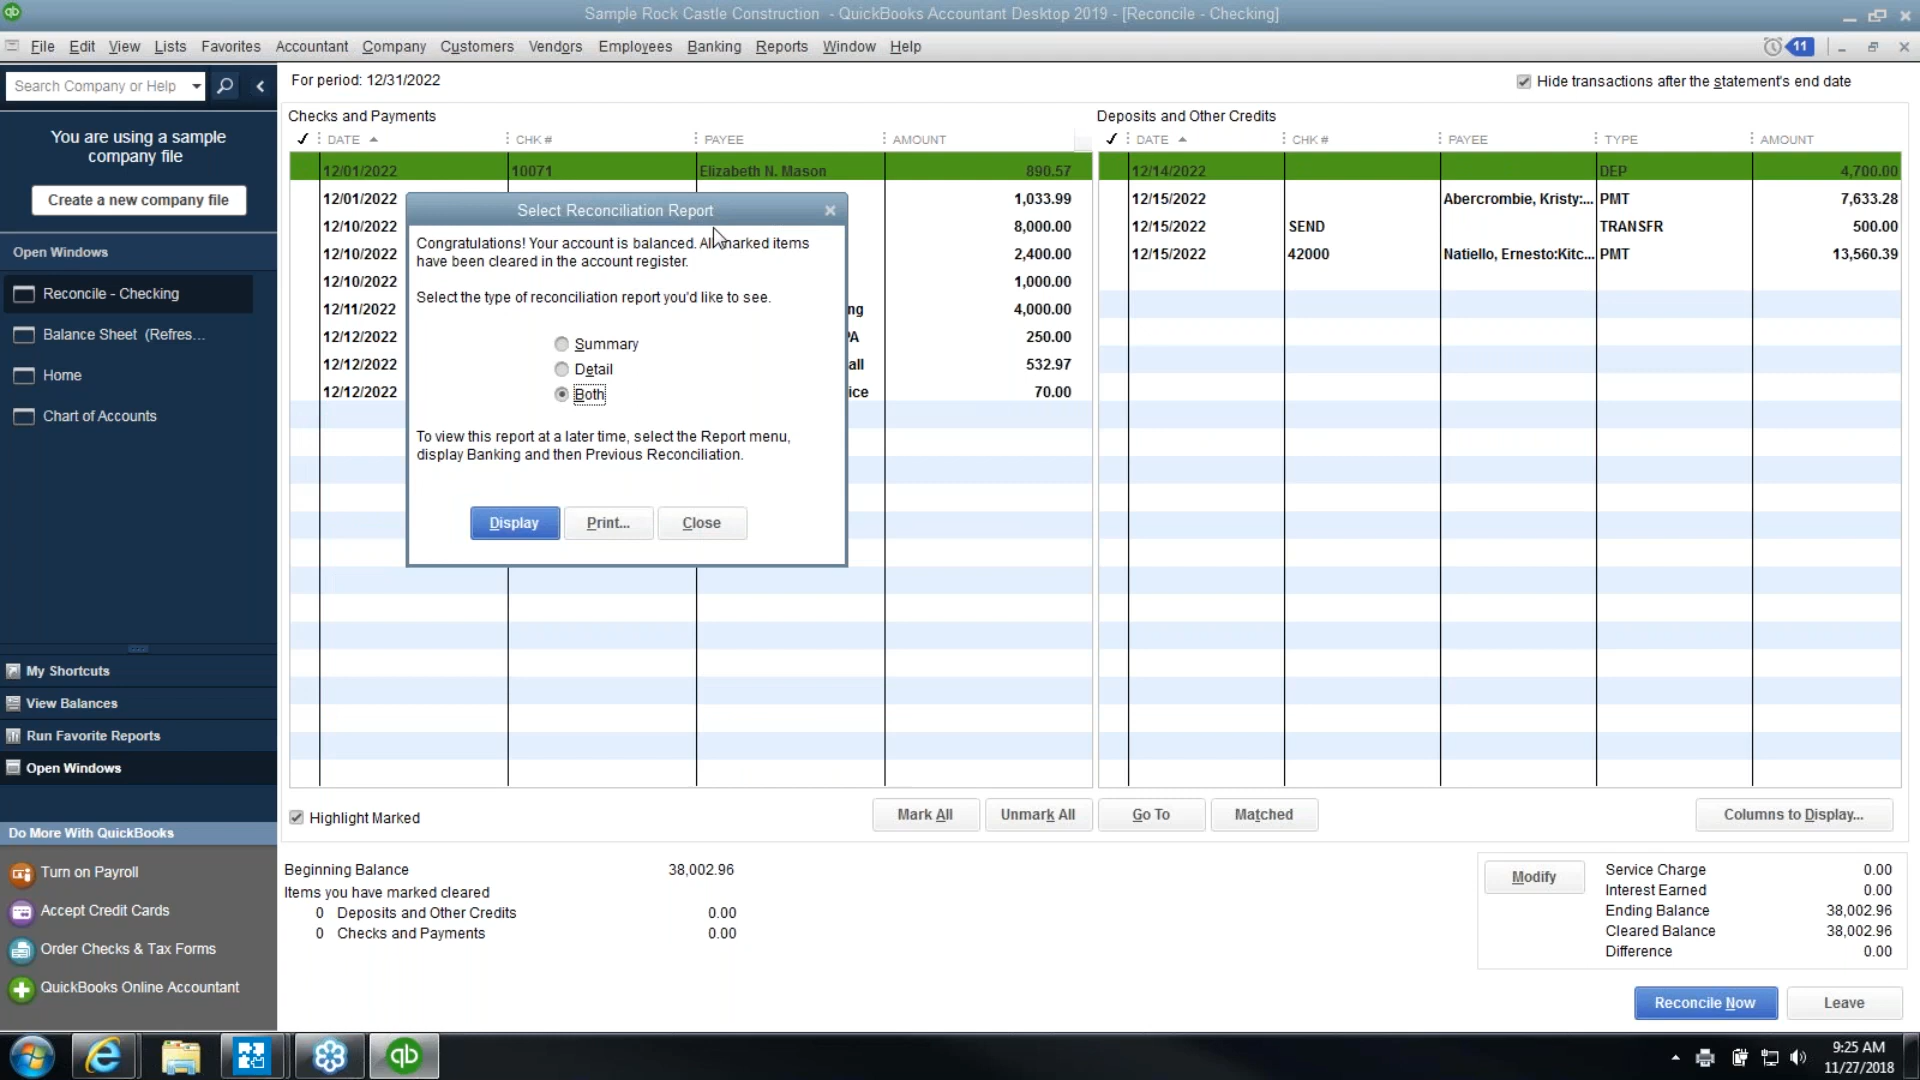 Sample Rock Castle Construction - QuickBooks Accountant Desktop 2019 - [Reconcile - Checking]
File Edit View Lists Favorites Accountant Company Customers Vendors Employees Banking Reports Window Help
11
Search Company or Help
You are using a sample
company file
Create a new company file
Open Windows
Reconcile - Checking
Balance Sheet (Refres...
Home
Chart of Accounts
My Shortcuts
View Balances
Run Favorite Reports
Open Windows
Do More With QuickBooks
Turn on Payroll
Accept Credit Cards
Order Checks & Tax Forms
QuickBooks Online Accountant
For period: 12/31/2022
Hide transactions after the statement's end date
Checks and Payments
DATE CHK # PAYEE AMOUNT
12/01/2022 10071 Elizabeth N. Mason 890.57
12/01/2022 1,033.99
12/10/2022 8,000.00
12/10/2022 2,400.00
12/10/2022 1,000.00
12/11/2022 ng 4,000.00
12/12/2022 PA 250.00
12/12/2022 all 532.97
12/12/2022 ice 70.00
Deposits and Other Credits
DATE CHK # PAYEE TYPE AMOUNT
12/14/2022 DEP 4,700.00
12/15/2022 Abercrombie, Kristy:... PMT 7,633.28
12/15/2022 SEND TRANSFR 500.00
12/15/2022 42000 Natiello, Ernesto:Kitc... PMT 13,560.39
Select Reconciliation Report
Congratulations! Your account is balanced. All marked items
have been cleared in the account register.
Select the type of reconciliation report you'd like to see.
Summary
Detail
Both
To view this report at a later time, select the Report menu,
display Banking and then Previous Reconciliation.
Display Print... Close
Highlight Marked
Mark All Unmark All Go To Matched Columns to Display...
Beginning Balance 38,002.96
Items you have marked cleared
0 Deposits and Other Credits 0.00
0 Checks and Payments 0.00
Modify
Service Charge 0.00
Interest Earned 0.00
Ending Balance 38,002.96
Cleared Balance 38,002.96
Difference 0.00
Reconcile Now Leave
qb
9:25 AM
11/27/2018